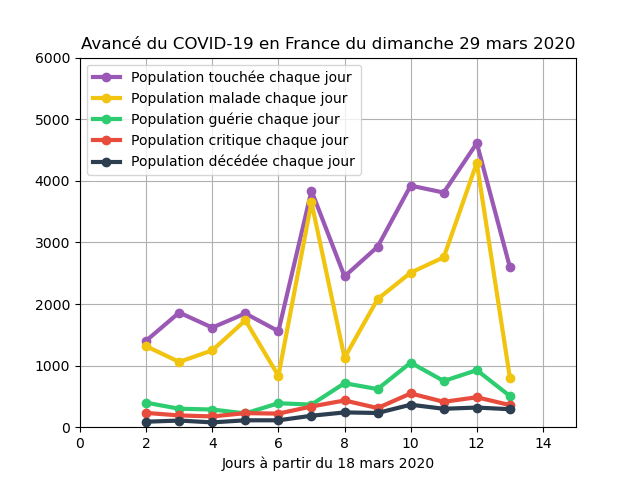 Avancé du COVID-19 en France du dimanche 29 mars 2020
6000
5000
4000
3000
2000
1000
0
Population touchée chaque jour
Population malade chaque jour
Population guérie chaque jour
Population critique chaque jour
Population décédée chaque jour
0 2 4 6 8 10 12 14
Jours à partir du 18 mars 2020